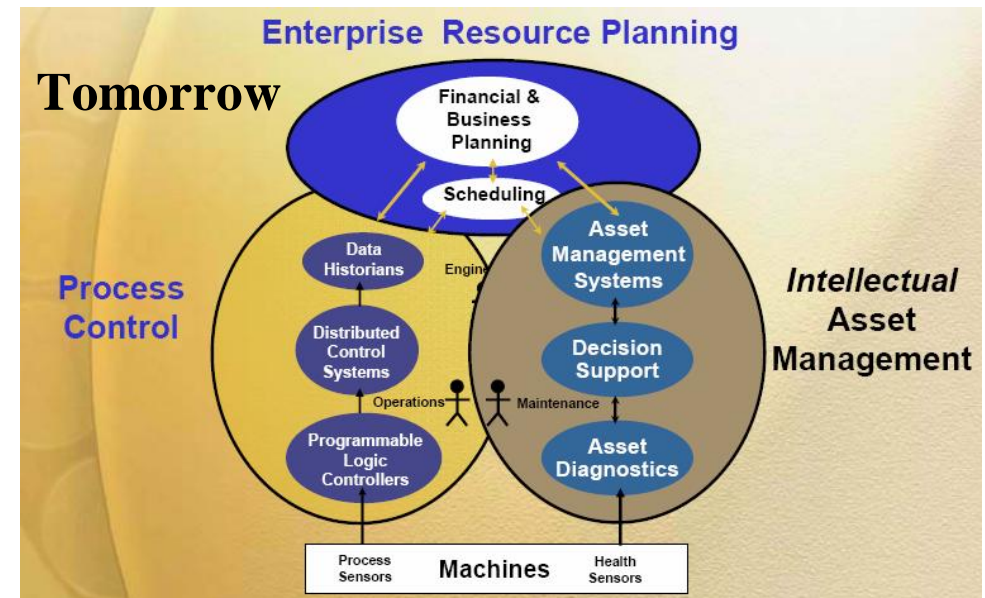 Enterprise Resource Planning
Tomorrow
Financial &
Business
Planning
Scheduling
Data
Historians
Asset
Management
Systems
Process
Control
Intellectual
Asset
Management
Distributed
Control
Systems
Decision
Support
Operations
Maintenance
Programmable
Logic
Controllers
Asset
Diagnostics
Process
Sensors
Machines
Health
Sensors